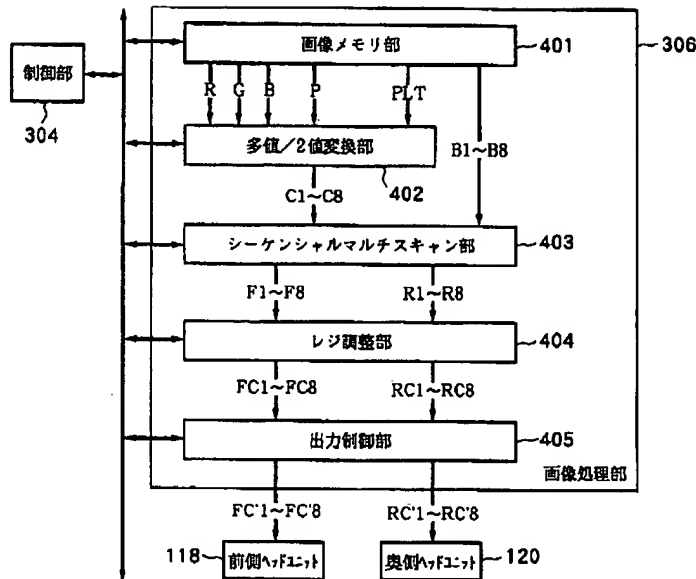 画像メモリ部
401
306
制御部
304
R G B P PLT
多値/2値変換部
B1~B8
402
C1~C8
シーケンシャルマルチスキャン部
403
F1~F8 R1~R8
レジ調整部
404
FC1~FC8 RC1~RC8
出力制御部
405
画像処理部
FC'1~FC'8 RC'1~RC'8
118 前側ヘッドユニット 奥側ヘッドユニット 120